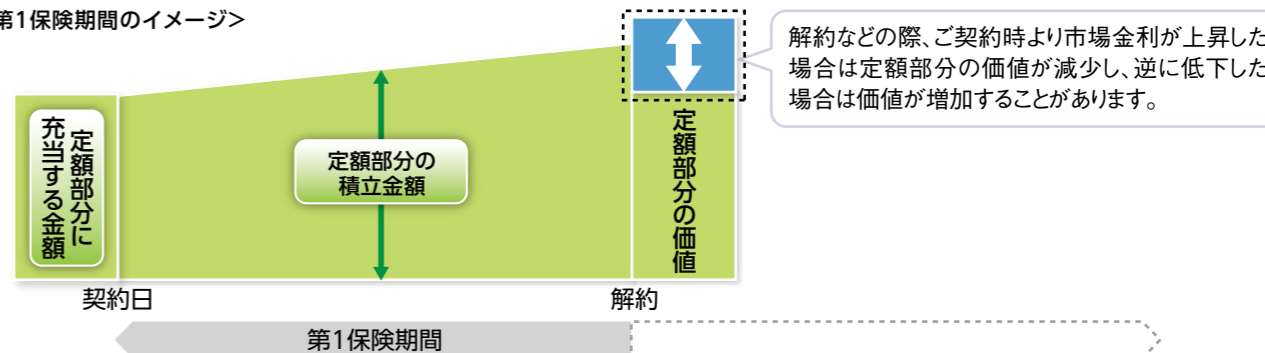 第1保険期間のイメージ>
解約などの際、ご契約時より市場金利が上昇した
場合は定額部分の価値が減少し、逆に低下した
場合は価値が増加することがあります。
定額部分に
充当する金額
定額部分の
積立金額
定額部分の価値
契約日
解約
第1保険期間